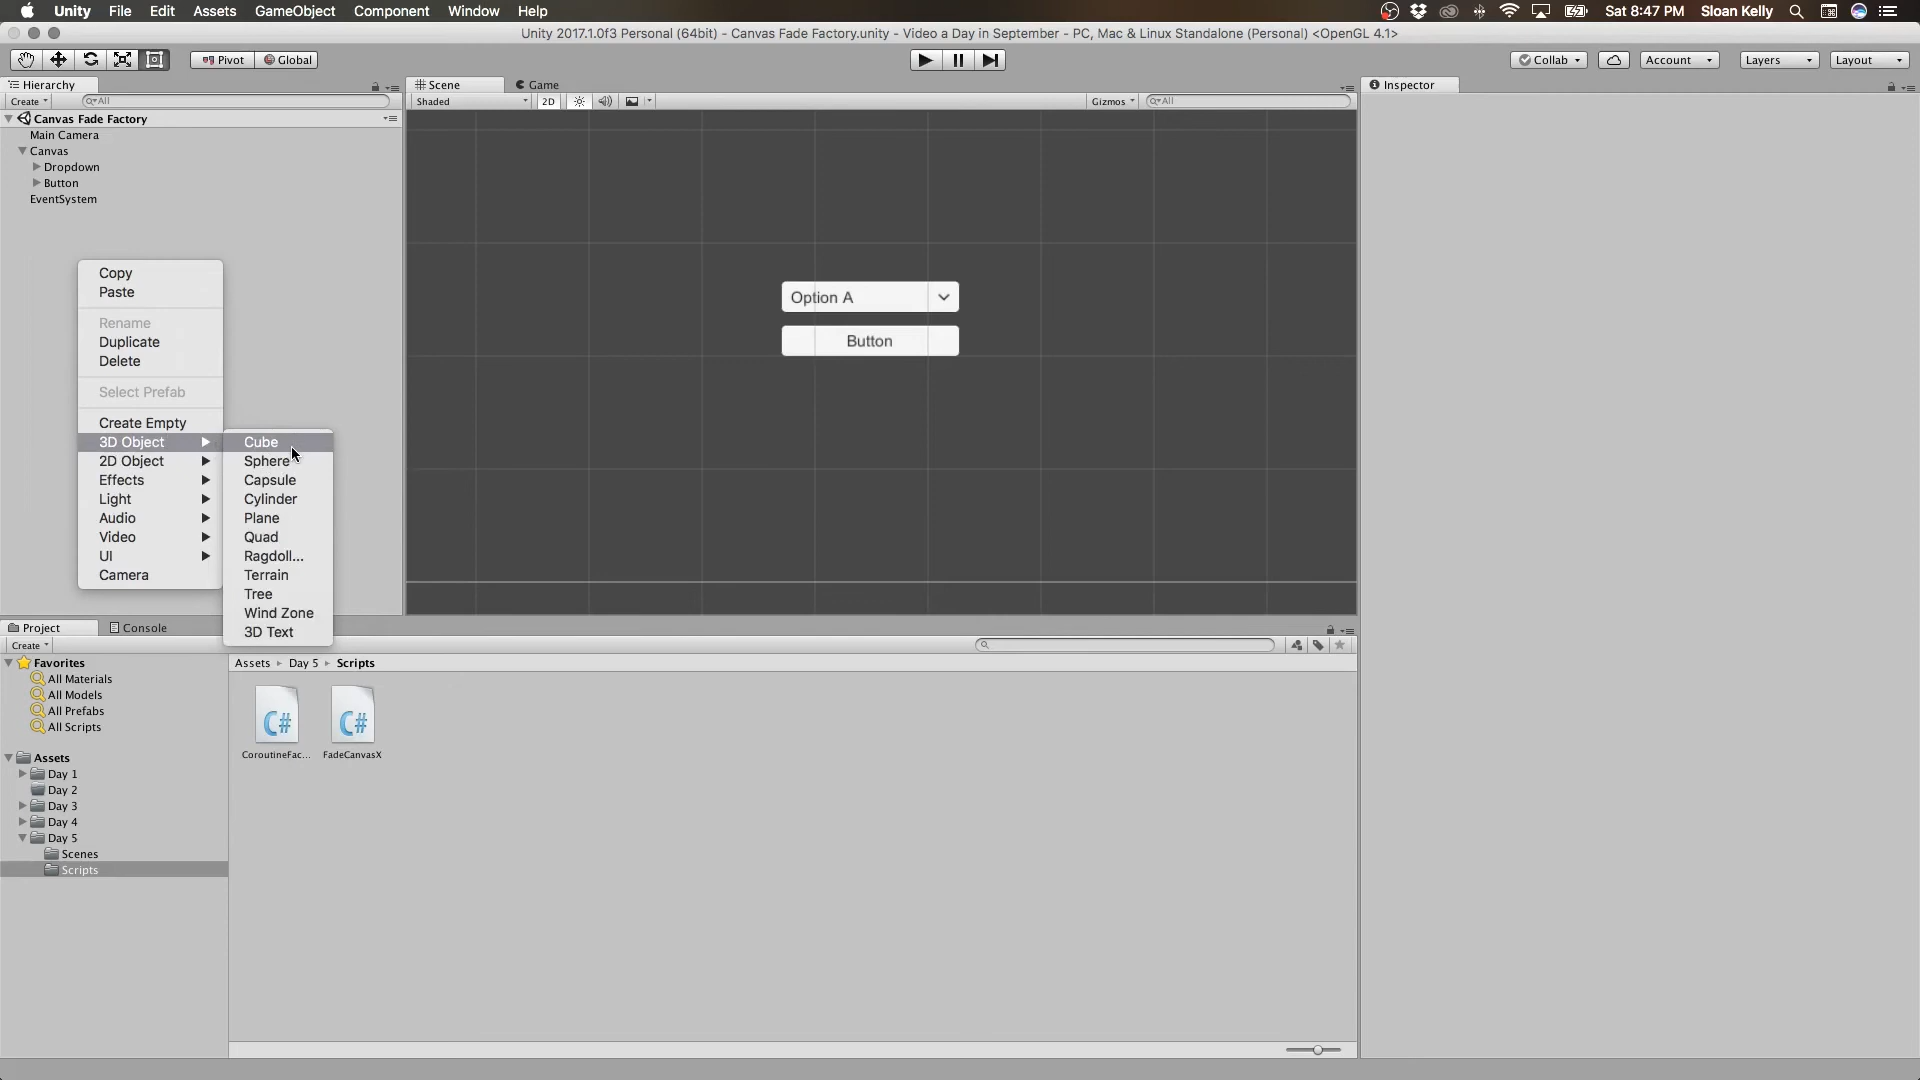 Unity File Edit Assets GameObject Component Window Help Sat 8:47 PM Sloan Kelly
Unity 2017.1.0f3 Personal (64bit) - Canvas Fade Factory.unity - Video a Day in September - PC, Mac & Linux Standalone (Personal) <OpenGL 4.1>
Pivot Global Collab Account Layers Layout
Hierarchy Scene Game Inspector
Create All Shaded 2D Gizmos All
Canvas Fade Factory
Main Camera
Canvas
Dropdown
Button
EventSystem
Copy
Paste
Rename
Duplicate
Delete
Select Prefab
Create Empty
3D Object
2D Object
Effects
Light
Audio
Video
UI
Camera
Cube
Sphere
Capsule
Cylinder
Plane
Quad
Ragdoll...
Terrain
Tree
Wind Zone
3D Text
Option A
Button
Project Console
Create
Favorites
All Materials
All Models
All Prefabs
All Scripts
Assets
Day 1
Day 2
Day 3
Day 4
Day 5
Scenes
Scripts
Assets Day 5 Scripts
C# C#
CoroutineFac... FadeCanvasX